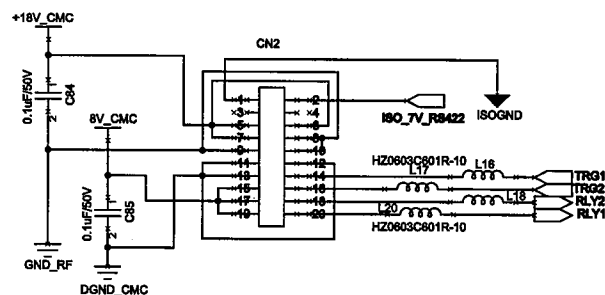 +18V_CMC
CN2
0.1uF/50V
C84
1
2
8V_CMC
1 2
3 4
5 6
7 8
9 10
11 12
13 14
15 16
17 18
19 20
ISO_7V_RS422
ISOGND
HZ0603C601R-10
L17 L16
TRG1
TRG2
L18
RLY2
L20
RLY1
HZ0603C601R-10
0.1uF/50V
C85
1
2
GND_RF
DGND_CMC